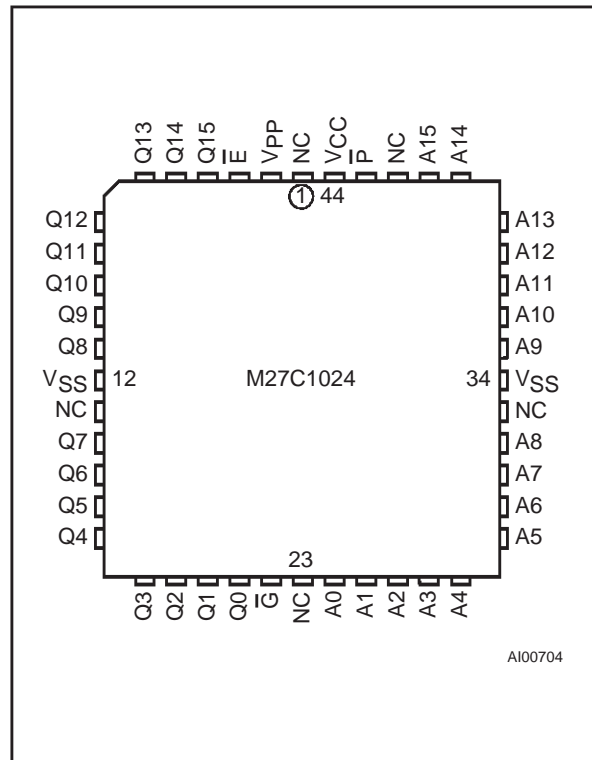 Q13
Q14
Q15
E̅
VPP
NC
VCC
P̅
NC
A15
A14
1 44
Q12
Q11
Q10
Q9
Q8
VSS
NC
Q7
Q6
Q5
Q4
12
M27C1024
34
A13
A12
A11
A10
A9
VSS
NC
A8
A7
A6
A5
23
Q3
Q2
Q1
Q0
G̅
NC
A0
A1
A2
A3
A4
AI00704